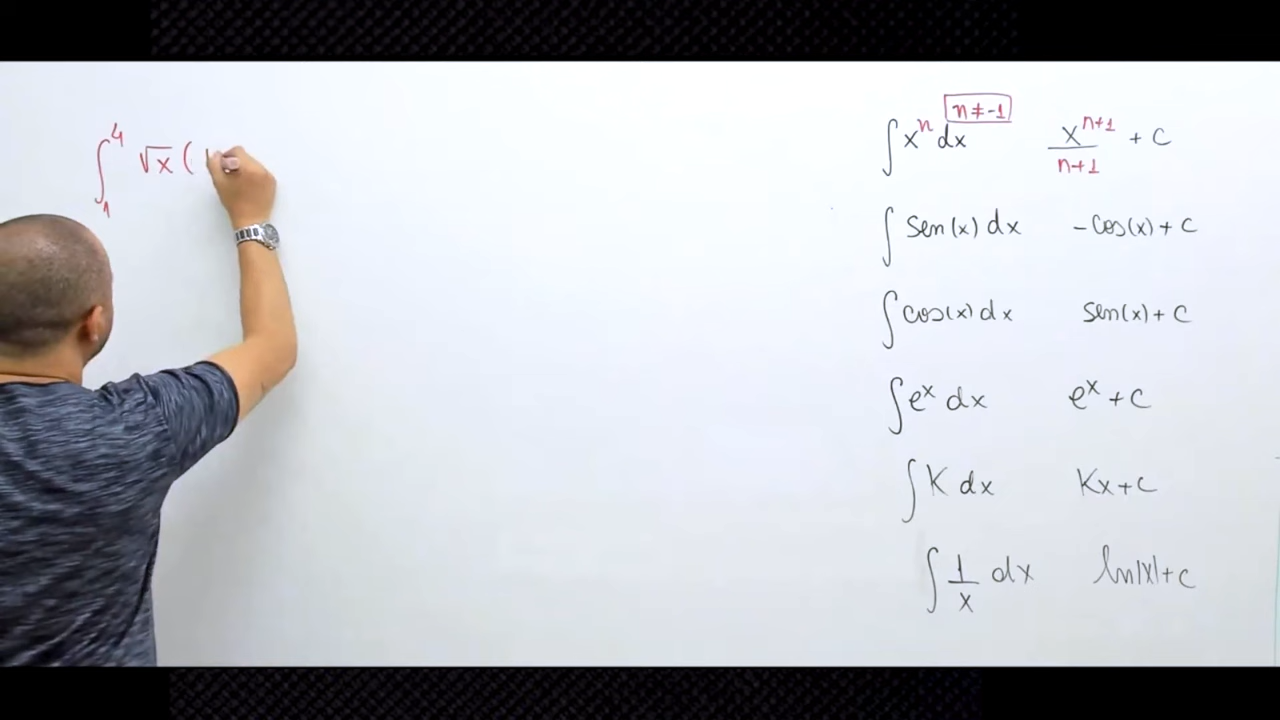 ∫₁⁴ √x (
∫ xⁿ dx n≠-1 xⁿ⁺¹/n+1 + C
∫ sen(x) dx -cos(x) + C
∫ cos(x) dx sen(x) + C
∫ eˣ dx eˣ + C
∫ K dx Kx + C
∫ 1/x dx ln|x| + C